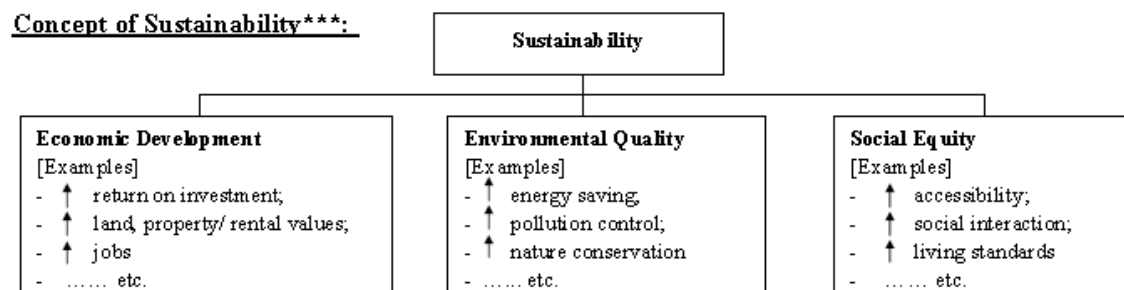 Concept of Sustainability***:
Sustainability
Economic Development
[Examples]
- ↑ return on investment;
- ↑ land, property/ rental values;
- ↑ jobs
- …… etc.
Environmental Quality
[Examples]
- ↑ energy saving,
- ↑ pollution control;
- ↑ nature conservation
- …… etc.
Social Equity
[Examples]
- ↑ accessibility;
- ↑ social interaction;
- ↑ living standards
- …… etc.